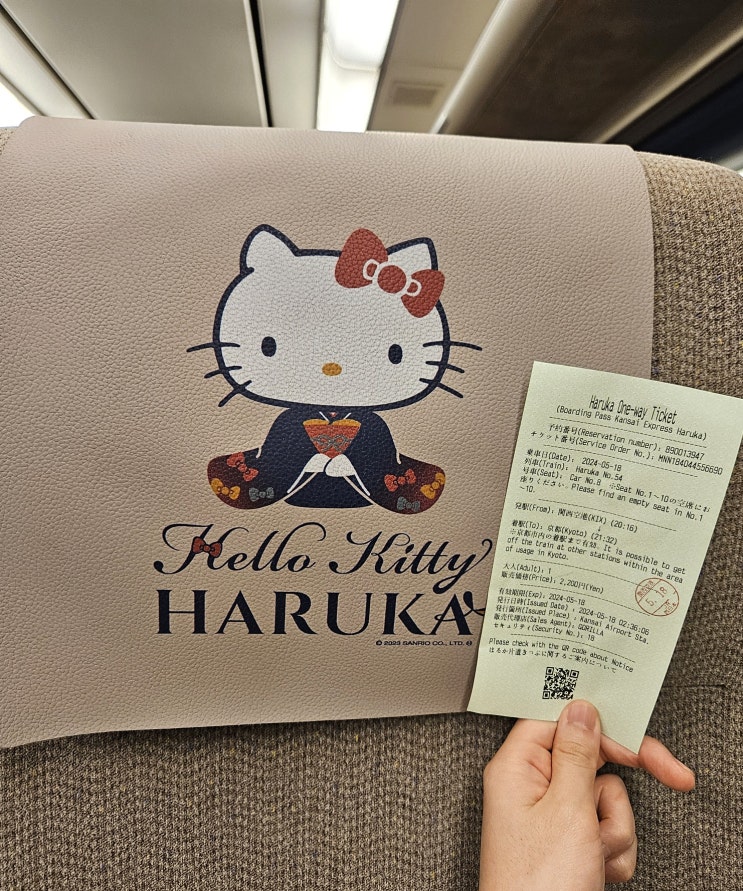 Hello Kitty
HARUKA
© 2023 SANRIO CO., LTD.
Haruka One-way Ticket
(Boarding Pass Kansai Express Haruka)
予約番号(Reservation number): 890013947
チケット番号(Service Order No.): MNN184044556690
乗車日(Date): 2024-05-18
列車(Train): Haruka No.54
号車(Seat): Car No.8 ※Seat No.1~10の空席にお
座りください。Please find an empty seat in No.1
~10.
発駅(From): 関西空港(KIX) (20:16)
↓
着駅(To): 京都(Kyoto) (21:32)
※京都市内の着駅まで有効。It is possible to get
off the train at other stations within the area
of usage in Kyoto.
大人(Adult): 1
販売価格(Price): 2,200円(Yen)
有効期限(Exp): 2024-05-18
発行日時(Issued Date) : 2024-05-18 02:36:06
発行箇所(Issued Place) : Kansai Airport Sta.
販売代理店(Sales Agent): GORILLA
セキュリティ(Security No.): 18
5.18
Please check with the QR code about Notice
はるか片道きっぷに関するご案内について